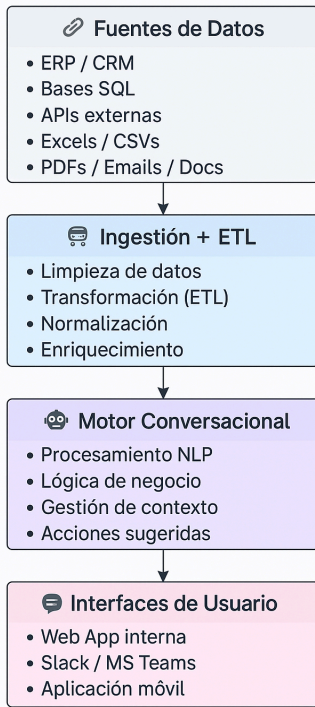 Fuentes de Datos
• ERP / CRM
• Bases SQL
• APIs externas
• Excels / CSVs
• PDFs / Emails / Docs
Ingestión + ETL
• Limpieza de datos
• Transformación (ETL)
• Normalización
• Enriquecimiento
Motor Conversacional
• Procesamiento NLP
• Lógica de negocio
• Gestión de contexto
• Acciones sugeridas
Interfaces de Usuario
• Web App interna
• Slack / MS Teams
• Aplicación môvil